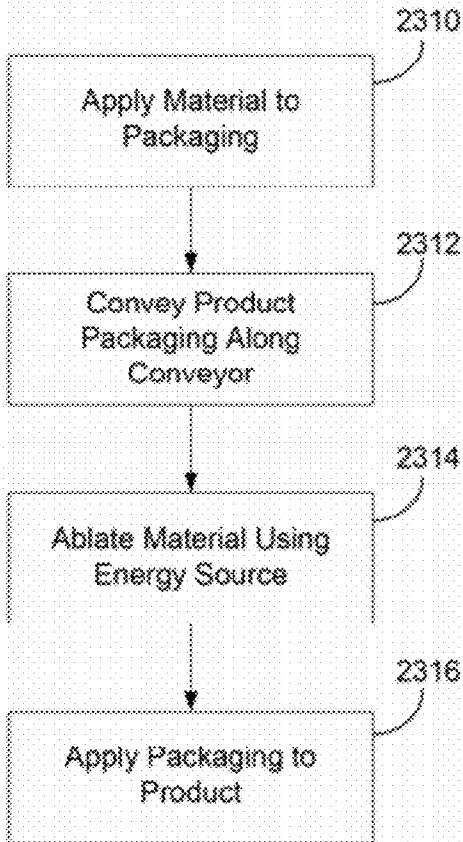 2310
Apply Material to
Packaging
2312
Convey Product
Packaging Along
Conveyor
2314
Ablate Material Using
Energy Source
2316
Apply Packaging to
Product